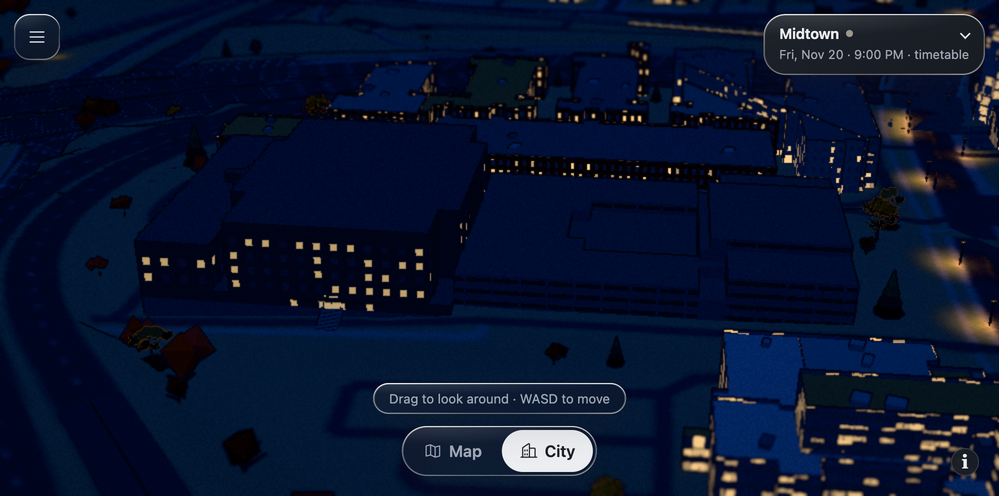 Midtown
Fri, Nov 20 · 9:00 PM · timetable
Drag to look around · WASD to move
Map
City
i